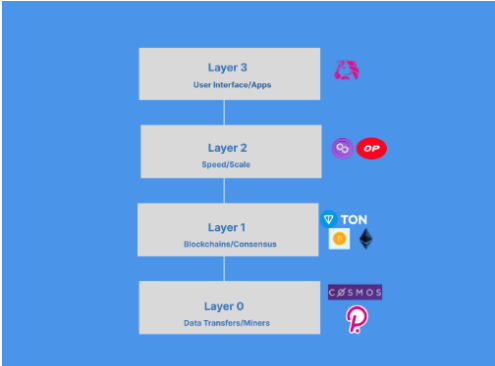 Layer 3
User Interface/Apps
Layer 2
Speed/Scale
OP
Layer 1
Blockchains/Consensus
TON
Layer 0
Data Transfers/Miners
CØSMOS